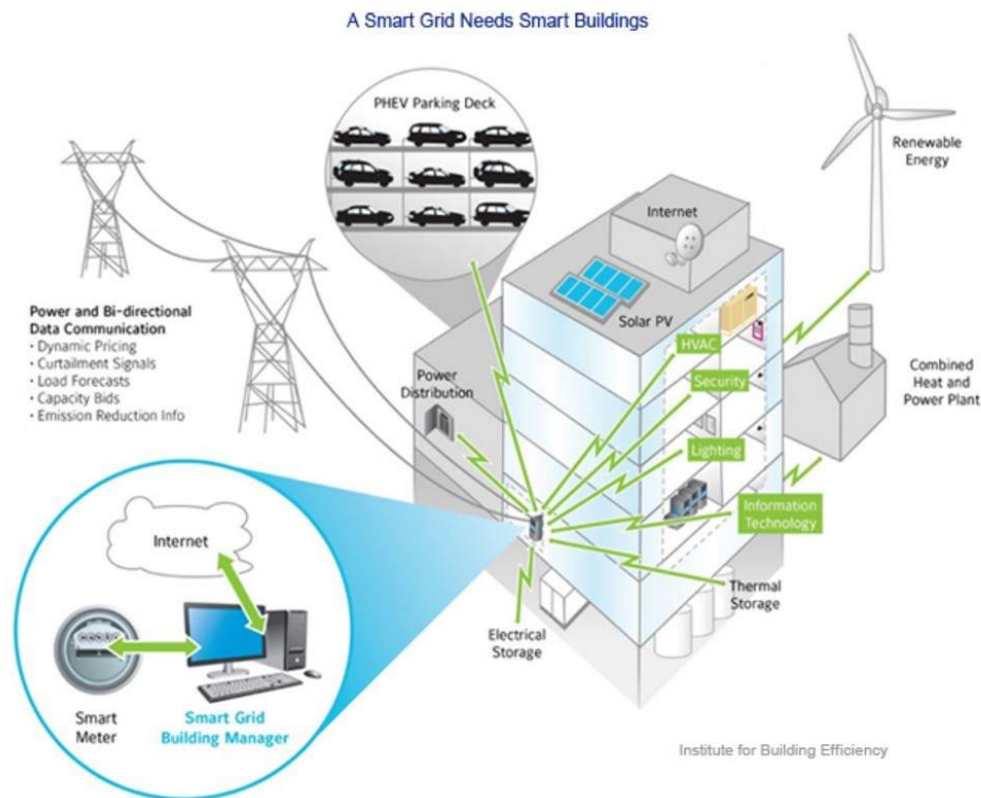 A Smart Grid Needs Smart Buildings
PHEV Parking Deck
Renewable
Energy
Internet
Solar PV
Power and Bi-directional
Data Communication
• Dynamic Pricing
• Curtailment Signals
• Load Forecasts
• Capacity Bids
• Emission Reduction Info
Power
Distribution
HVAC
Security
Lighting
Information
Technology
Combined
Heat and
Power Plant
Internet
Thermal
Storage
Electrical
Storage
Smart
Meter
Smart Grid
Building Manager
Institute for Building Efficiency